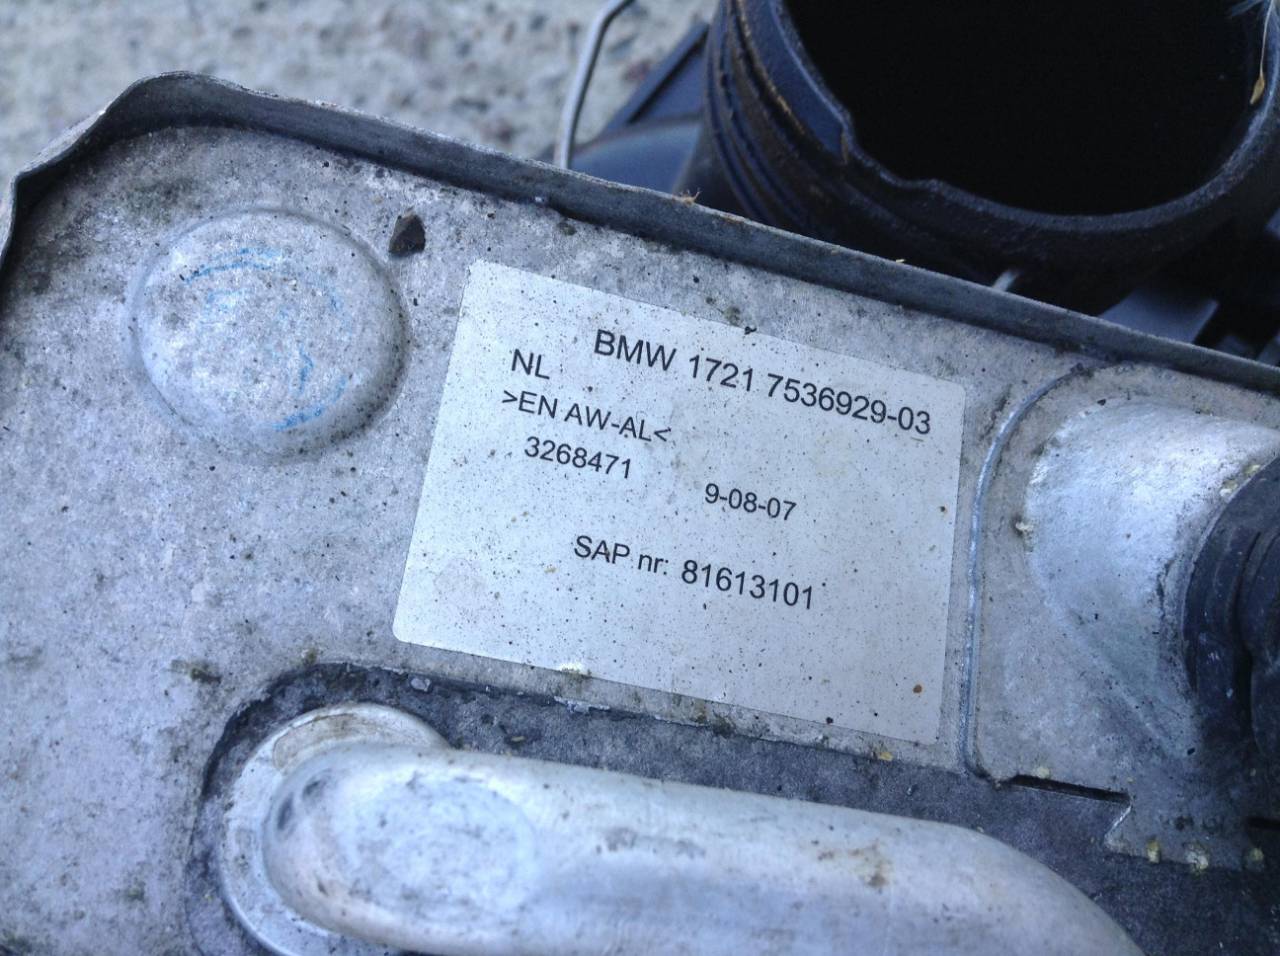 BMW 1721 7536929-03
NL
>EN AW-AL<
3268471
9-08-07
SAP nr: 81613101